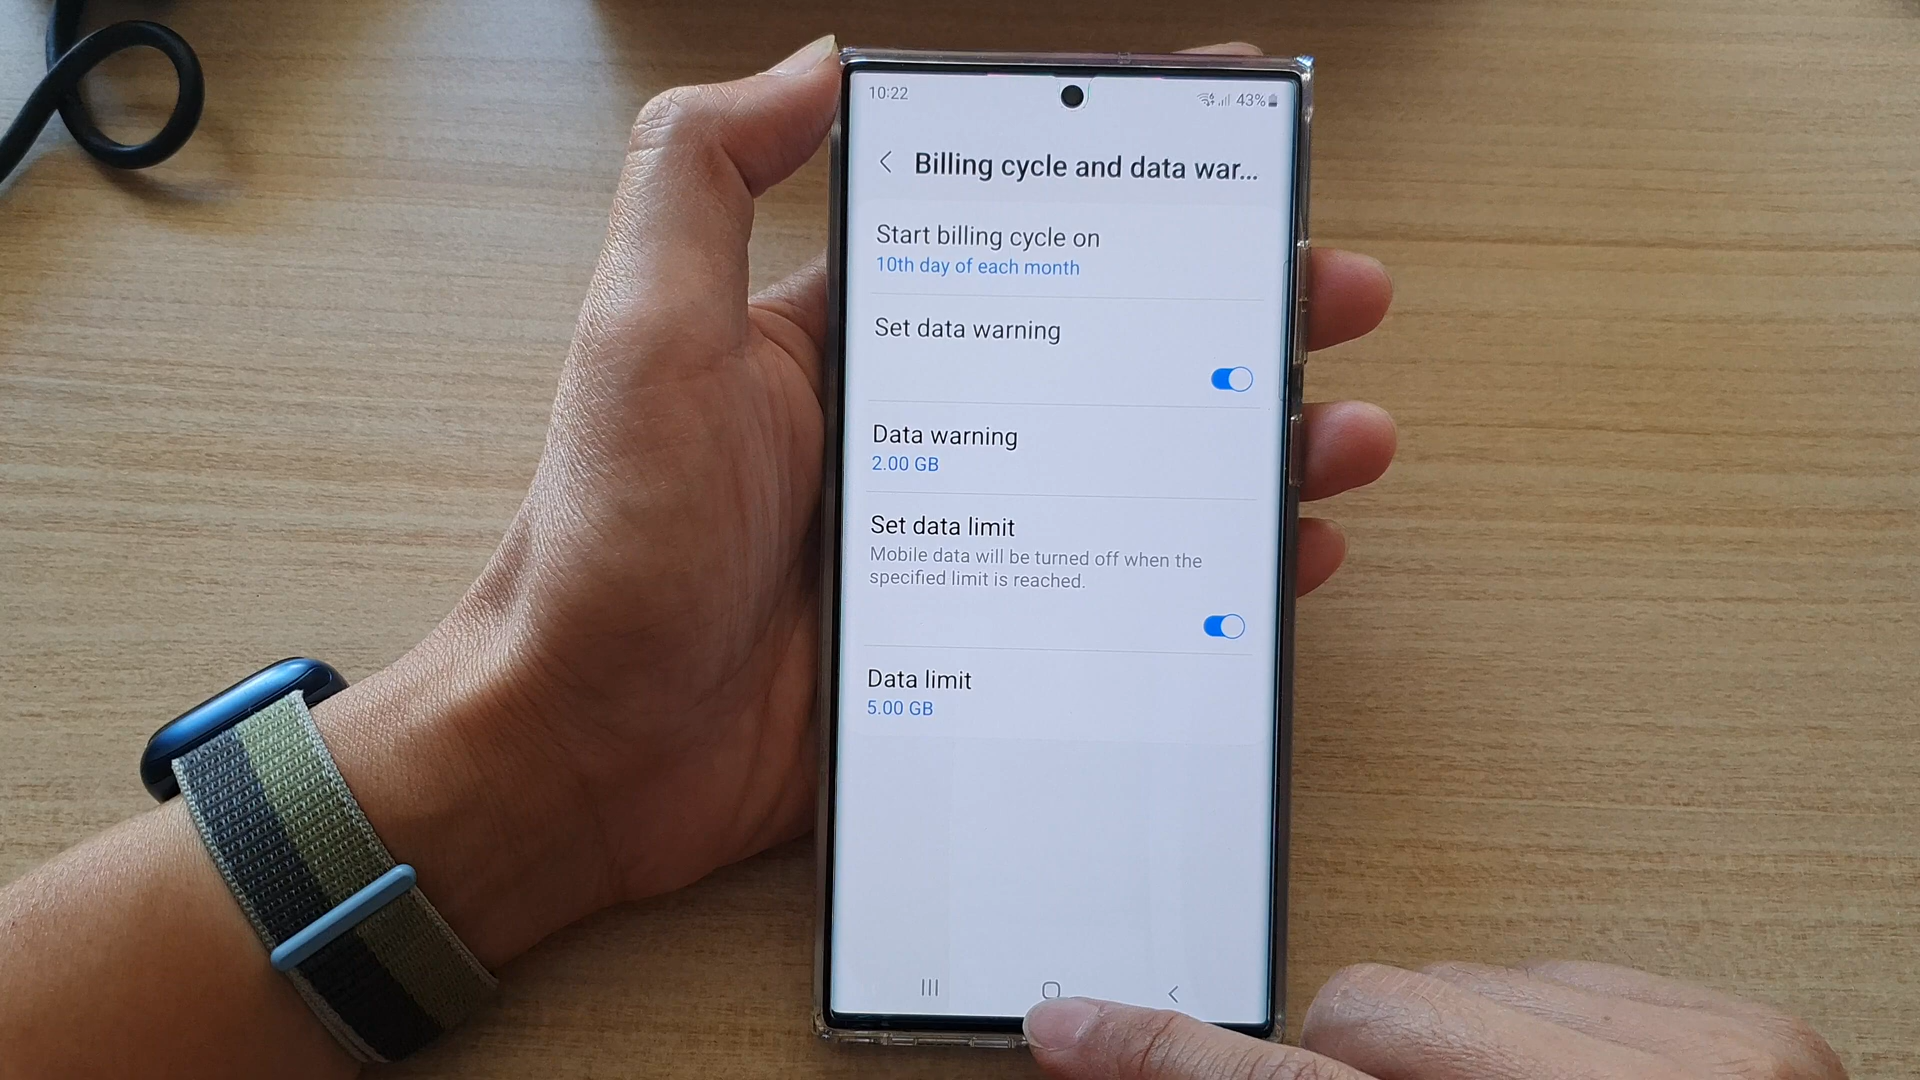 10:22
43%
Billing cycle and data war...
Start billing cycle on
10th day of each month
Set data warning
Data warning
2.00 GB
Set data limit
Mobile data will be turned off when the
specified limit is reached.
Data limit
5.00 GB